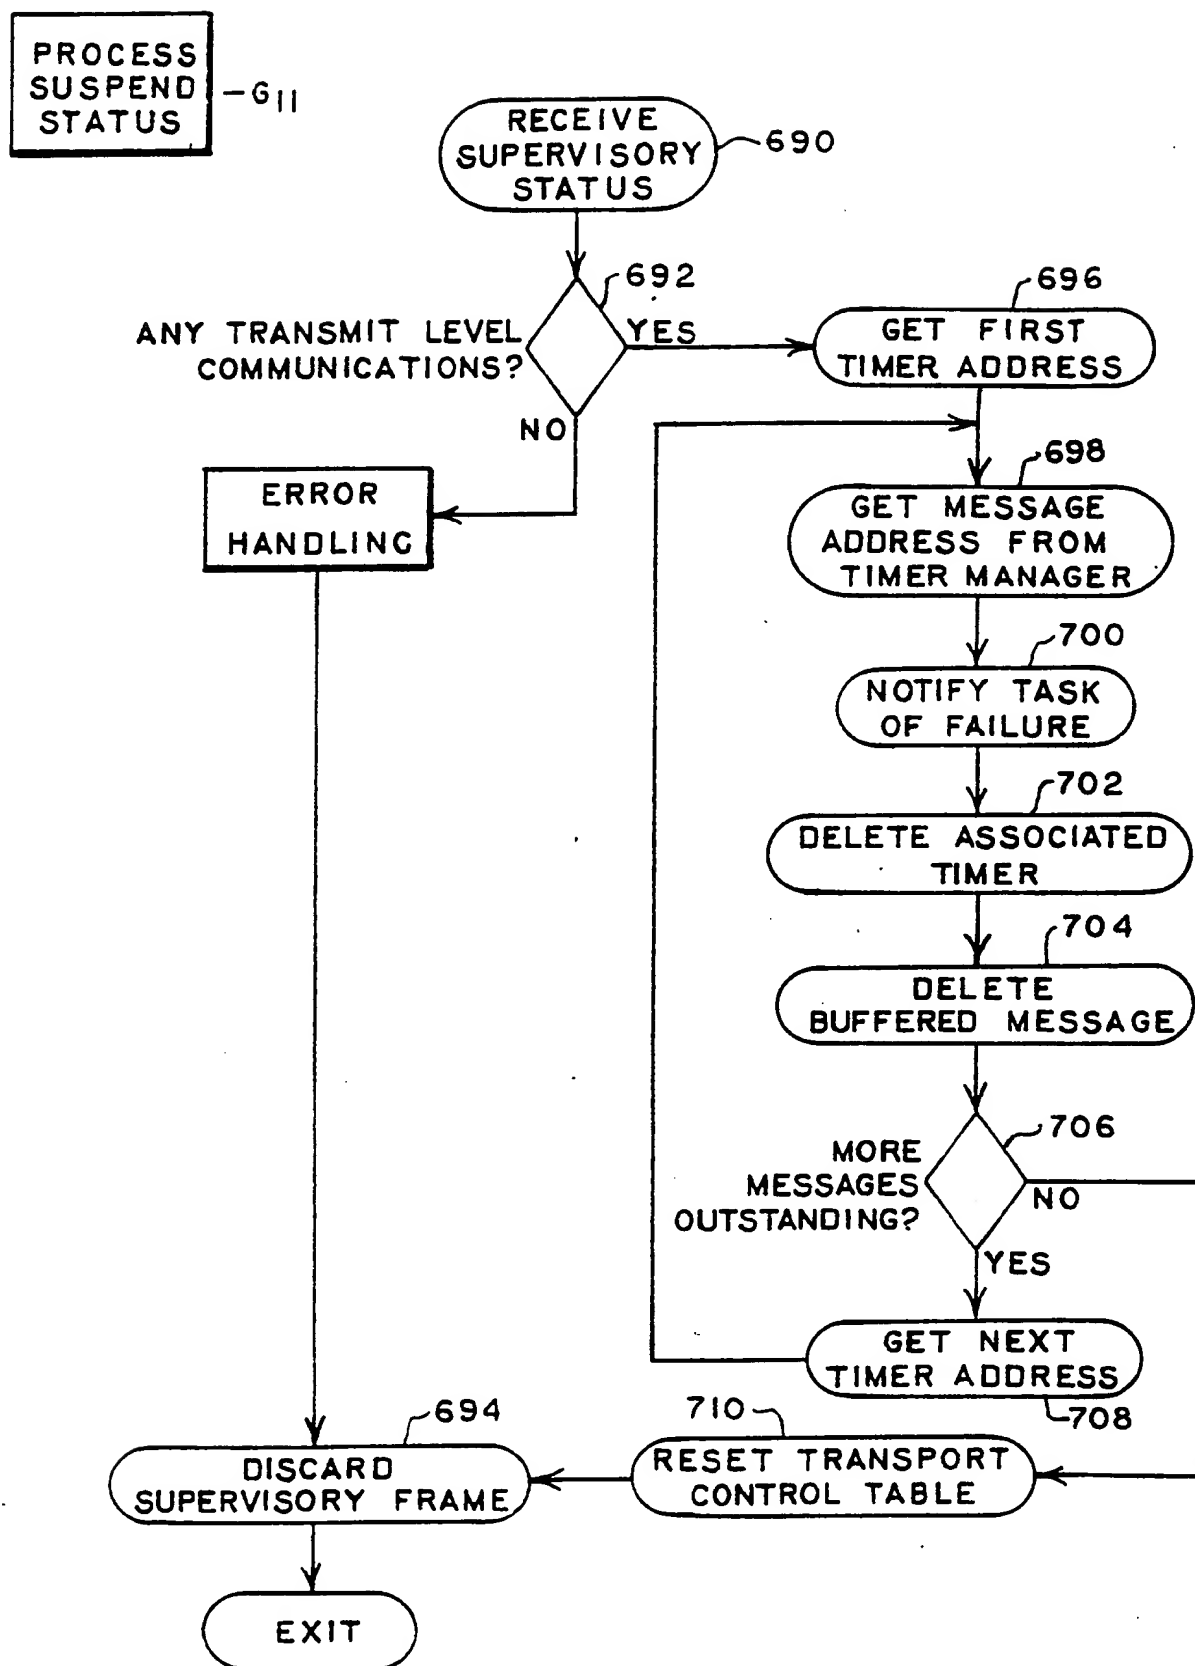 PROCESS
SUSPEND
STATUS
G11
RECEIVE
SUPERVISORY
STATUS
690
692
ANY TRANSMIT LEVEL
COMMUNICATIONS?
YES
NO
696
GET FIRST
TIMER ADDRESS
ERROR
HANDLING
698
GET MESSAGE
ADDRESS FROM
TIMER MANAGER
700
NOTIFY TASK
OF FAILURE
702
DELETE ASSOCIATED
TIMER
704
DELETE
BUFFERED MESSAGE
706
MORE
MESSAGES
OUTSTANDING?
NO
YES
GET NEXT
TIMER ADDRESS
708
710
RESET TRANSPORT
CONTROL TABLE
694
DISCARD
SUPERVISORY FRAME
EXIT